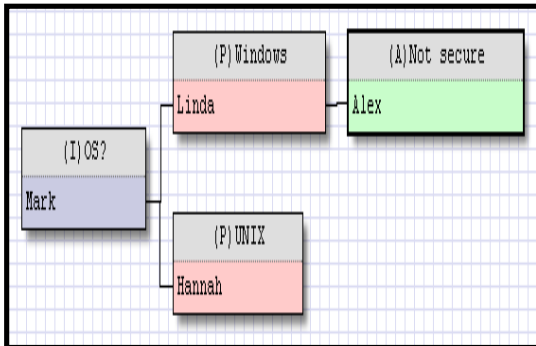 (P)Windows
Linda
(A)Not secure
Alex
(I)OS?
Mark
(P)UNIX
Hannah